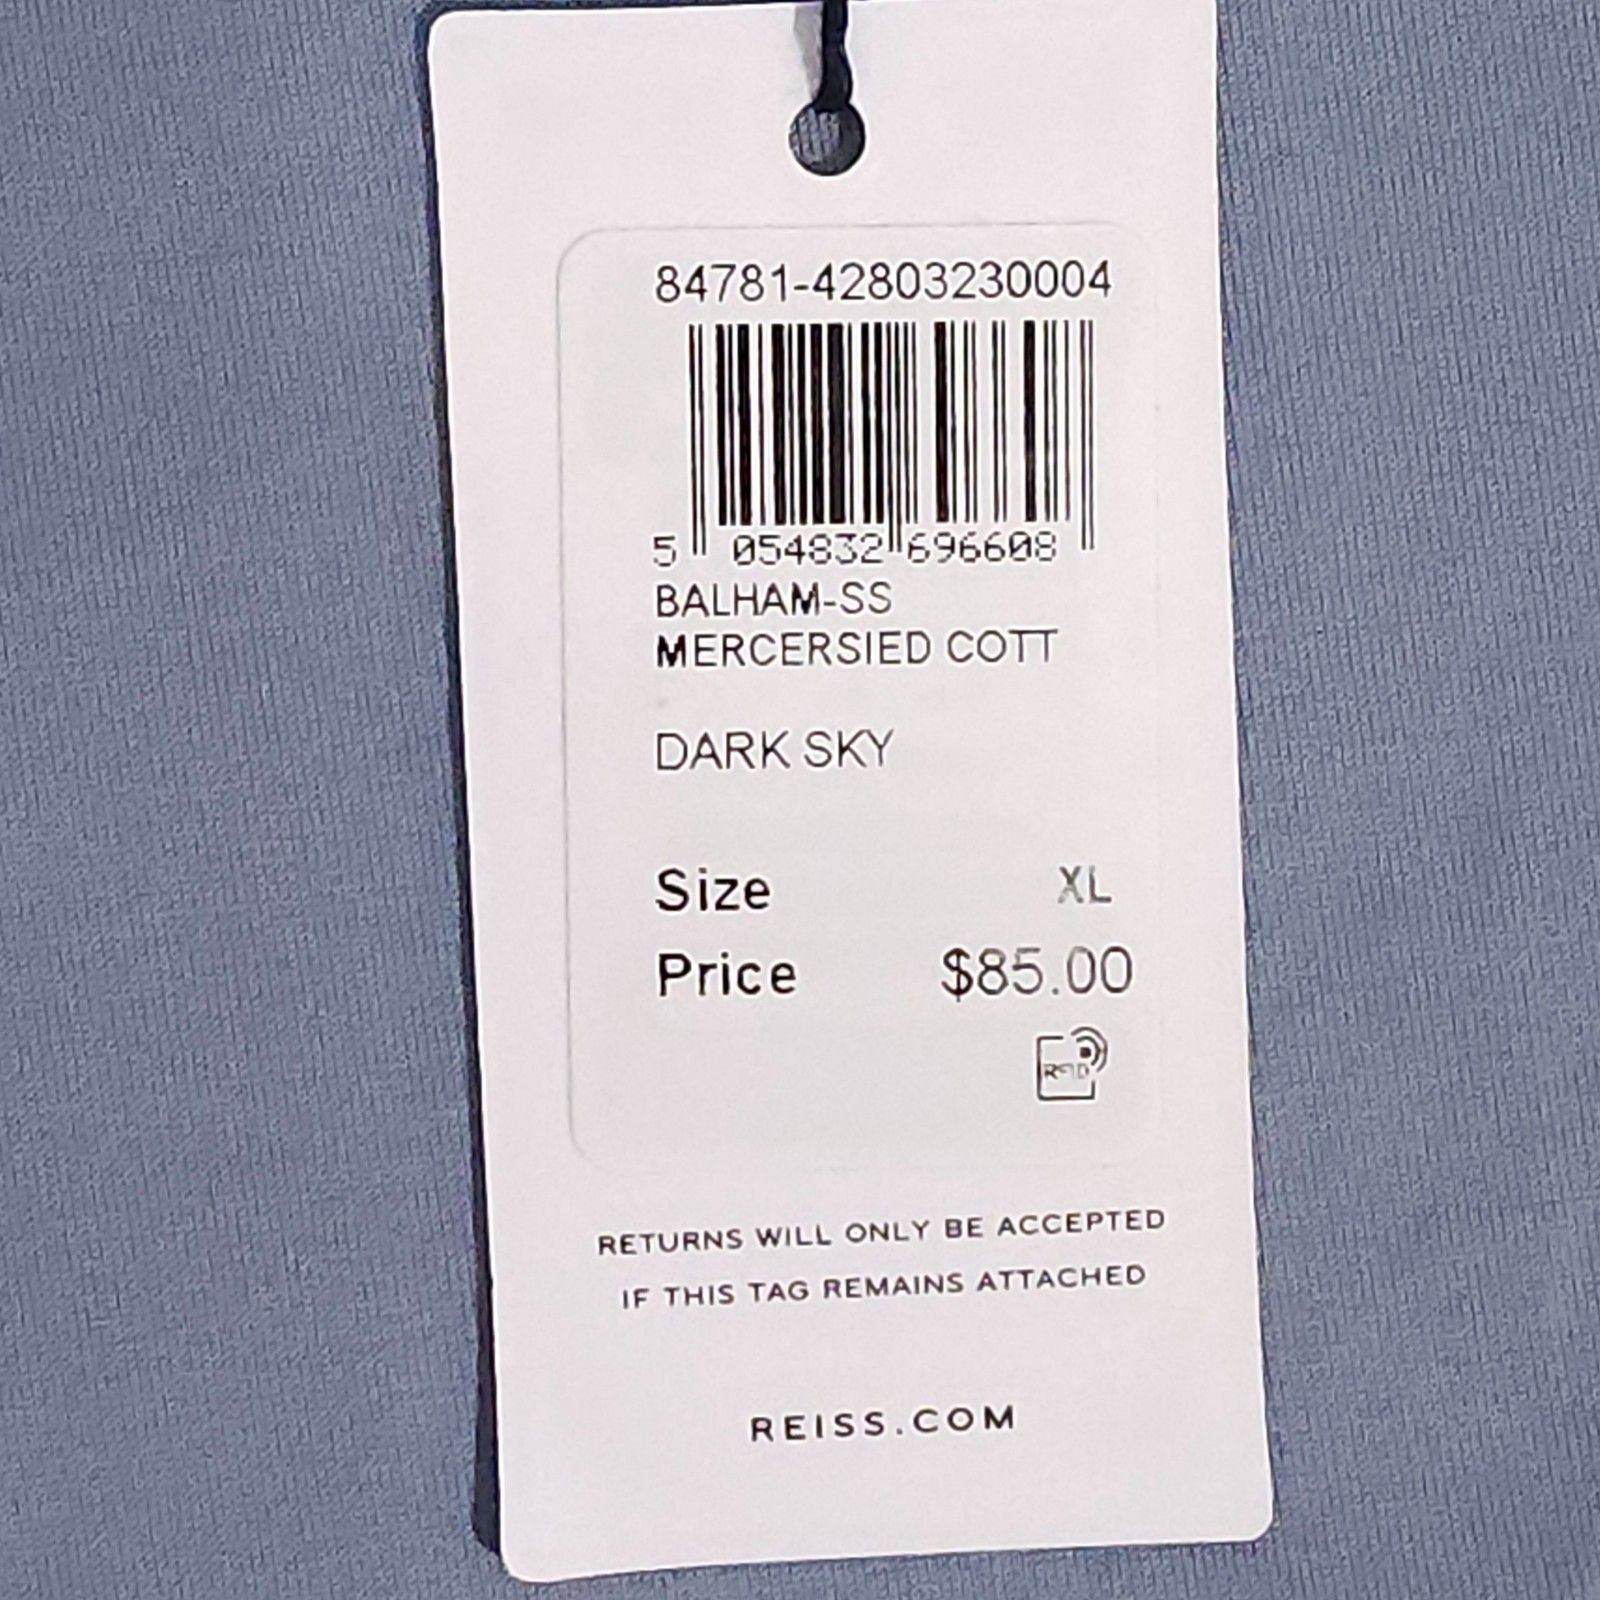 84781-42803230004
5 054832 696608
BALHAM-SS
MERCERSIED COTT
DARK SKY
Size XL
Price $85.00
RFID
RETURNS WILL ONLY BE ACCEPTED
IF THIS TAG REMAINS ATTACHED
REISS.COM